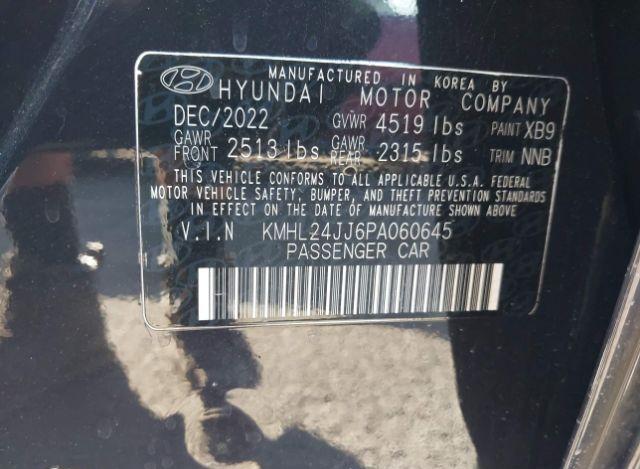 MANUFACTURED IN KOREA BY
HYUNDAI MOTOR COMPANY
DEC/2022 GVWR 4519 lbs PAINT XB9
GAWR FRONT 2513 lbs GAWR REAR 2315 lbs TRIM NNB
THIS VEHICLE CONFORMS TO ALL APPLICABLE U.S.A. FEDERAL
MOTOR VEHICLE SAFETY, BUMPER, AND THEFT PREVENTION STANDARDS
IN EFFECT ON THE DATE OF MANUFACTURE SHOWN ABOVE
V.I.N KMHL24JJ6PA060645
PASSENGER CAR